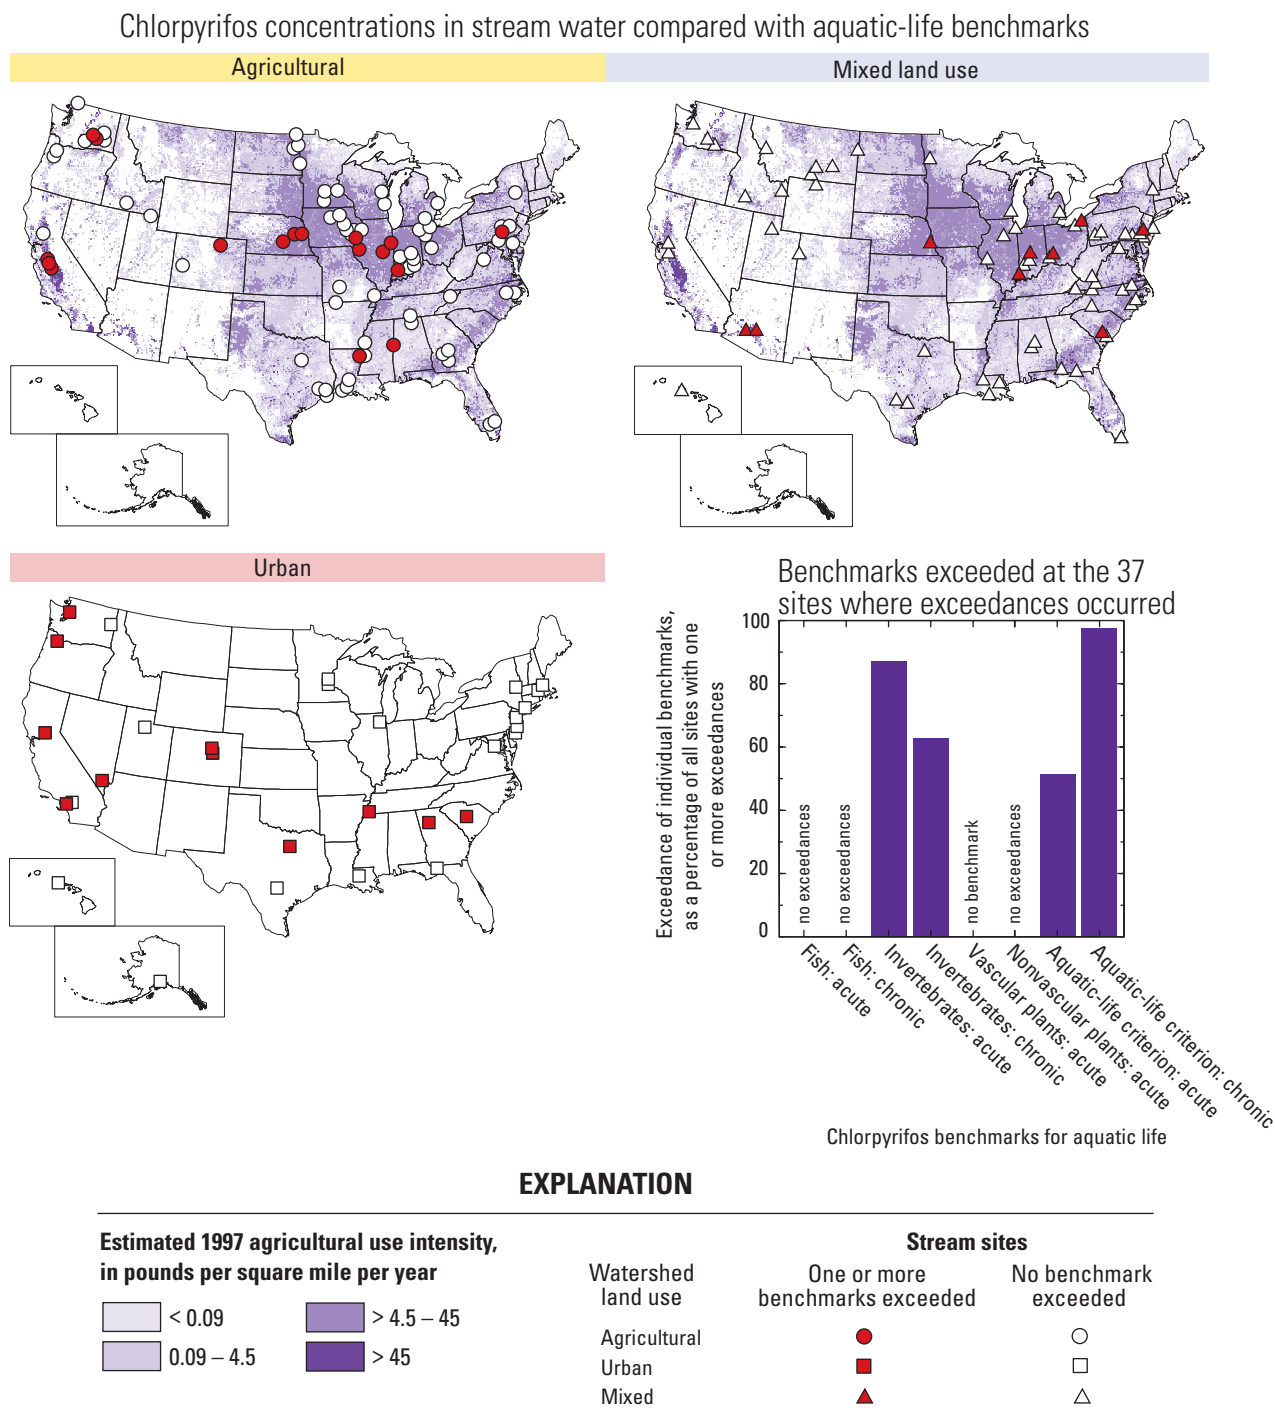 Chlorpyrifos concentrations in stream water compared with aquatic-life benchmarks
Agricultural
Mixed land use
Urban
Benchmarks exceeded at the 37
sites where exceedances occurred
Exceedance of individual benchmarks,
as a percentage of all sites with one
or more exceedances
100
80
60
40
20
0
no exceedances
no exceedances
no benchmark
no exceedances
Fish: acute
Fish: chronic
Invertebrates: acute
Invertebrates: chronic
Vascular plants: acute
Nonvascular plants: acute
Aquatic-life criterion: acute
Aquatic-life criterion: chronic
Chlorpyrifos benchmarks for aquatic life
EXPLANATION
Estimated 1997 agricultural use intensity,
in pounds per square mile per year
< 0.09
0.09 – 4.5
> 4.5 – 45
> 45
Stream sites
Watershed
land use
One or more
benchmarks exceeded
No benchmark
exceeded
Agricultural
Urban
Mixed